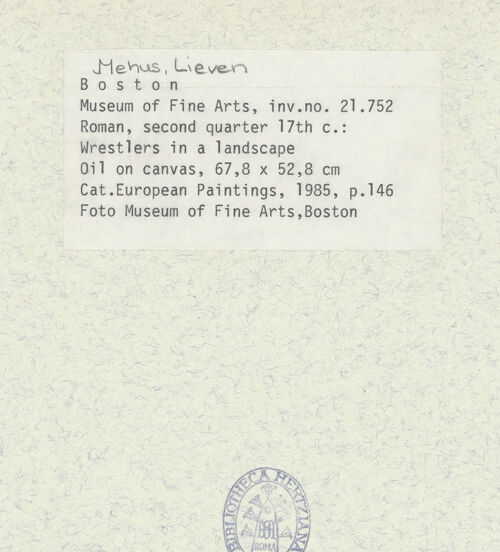 Mehus, Lieven
Boston
Museum of Fine Arts, inv.no. 21.752
Roman, second quarter 17th c.:
Wrestlers in a landscape
Oil on canvas, 67,8 x 52,8 cm
Cat.European Paintings, 1985, p.146
Foto Museum of Fine Arts,Boston
BIBLIOTHECA HERTZIANA
ROMA